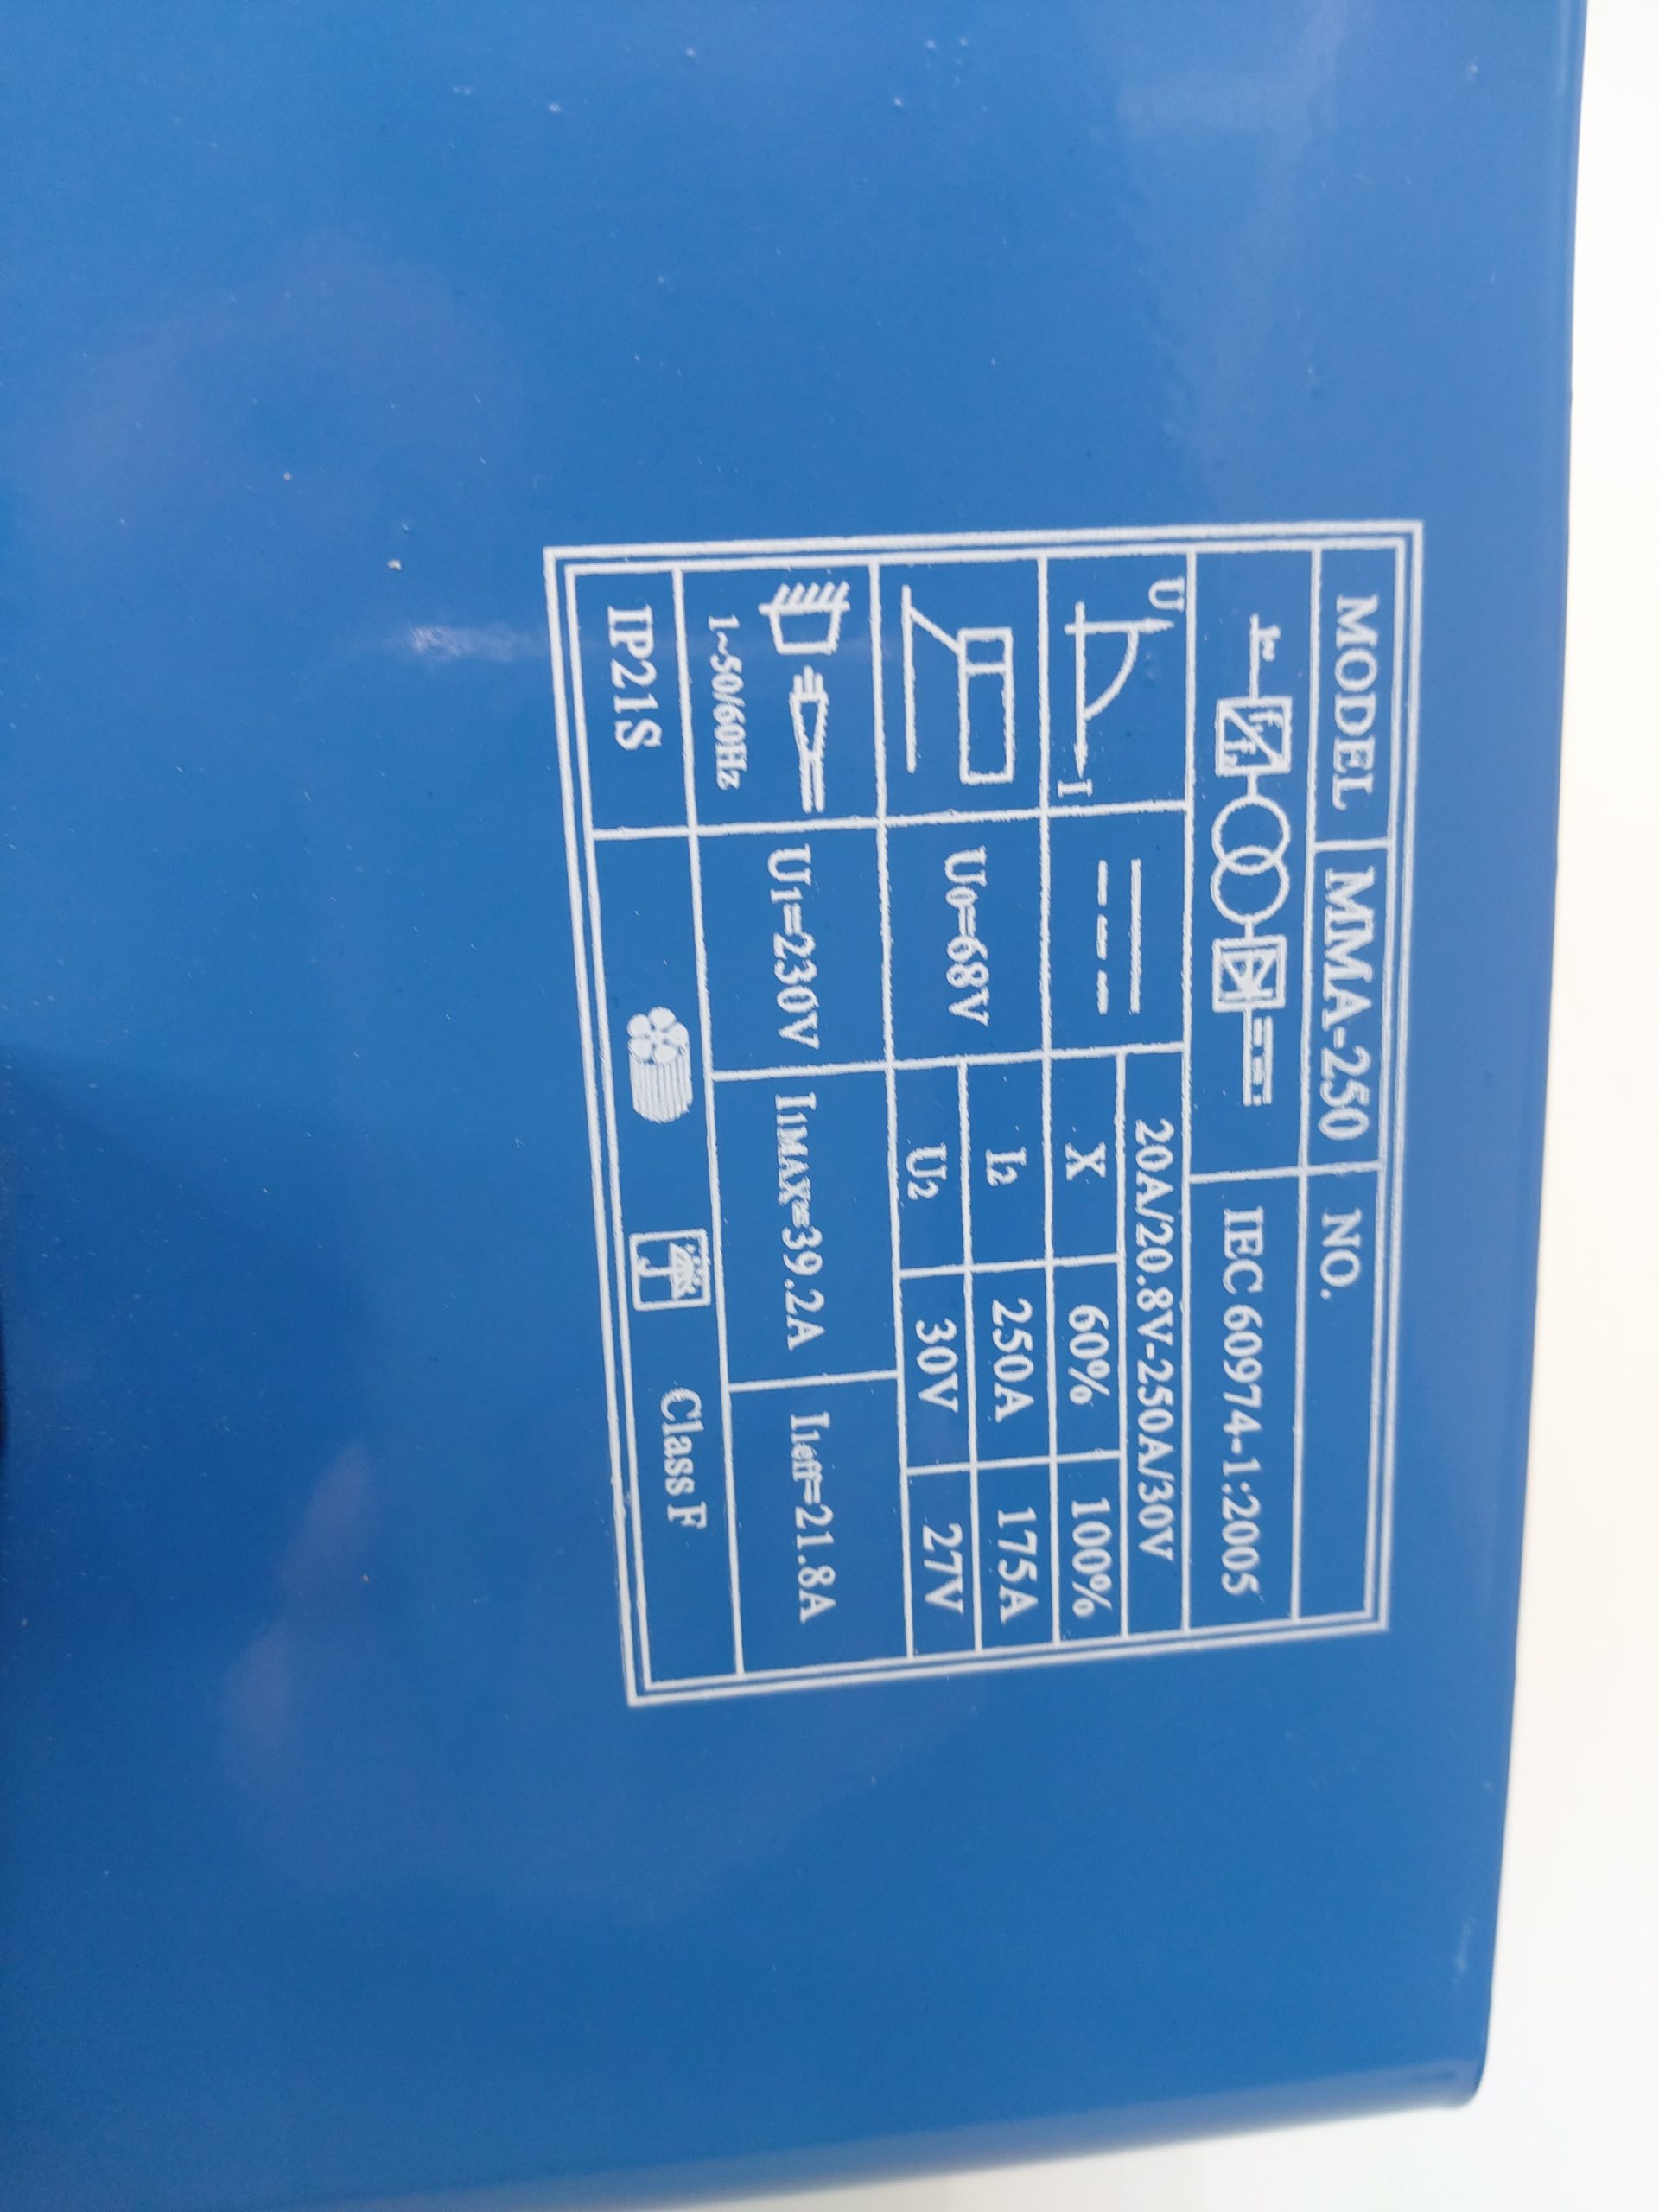 MODEL MMA-250 NO.
IEC 60974-1:2005
U I 20A/20.8V-250A/30V
X 60% 100%
U0=68V I2 250A 175A
U2 30V 27V
1~50/60Hz U1=230V I1MAX=39.2A I1eff=21.8A
IP21S Class F